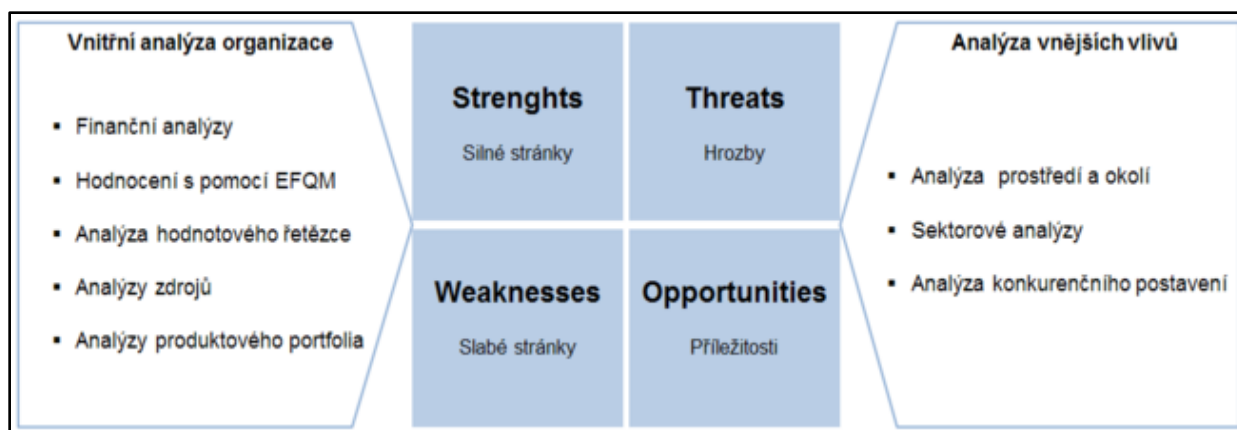 Vnitřní analýza organizace
▪ Finanční analýzy
▪ Hodnocení s pomocí EFQM
▪ Analýza hodnotového řetězce
▪ Analýzy zdrojů
▪ Analýzy produktového portfolia
Strenghts
Silné stránky
Threats
Hrozby
Weaknesses
Slabé stránky
Opportunities
Příležitosti
Analýza vnějších vlivů
▪ Analýza prostředí a okolí
▪ Sektorové analýzy
▪ Analýza konkurenčního postavení